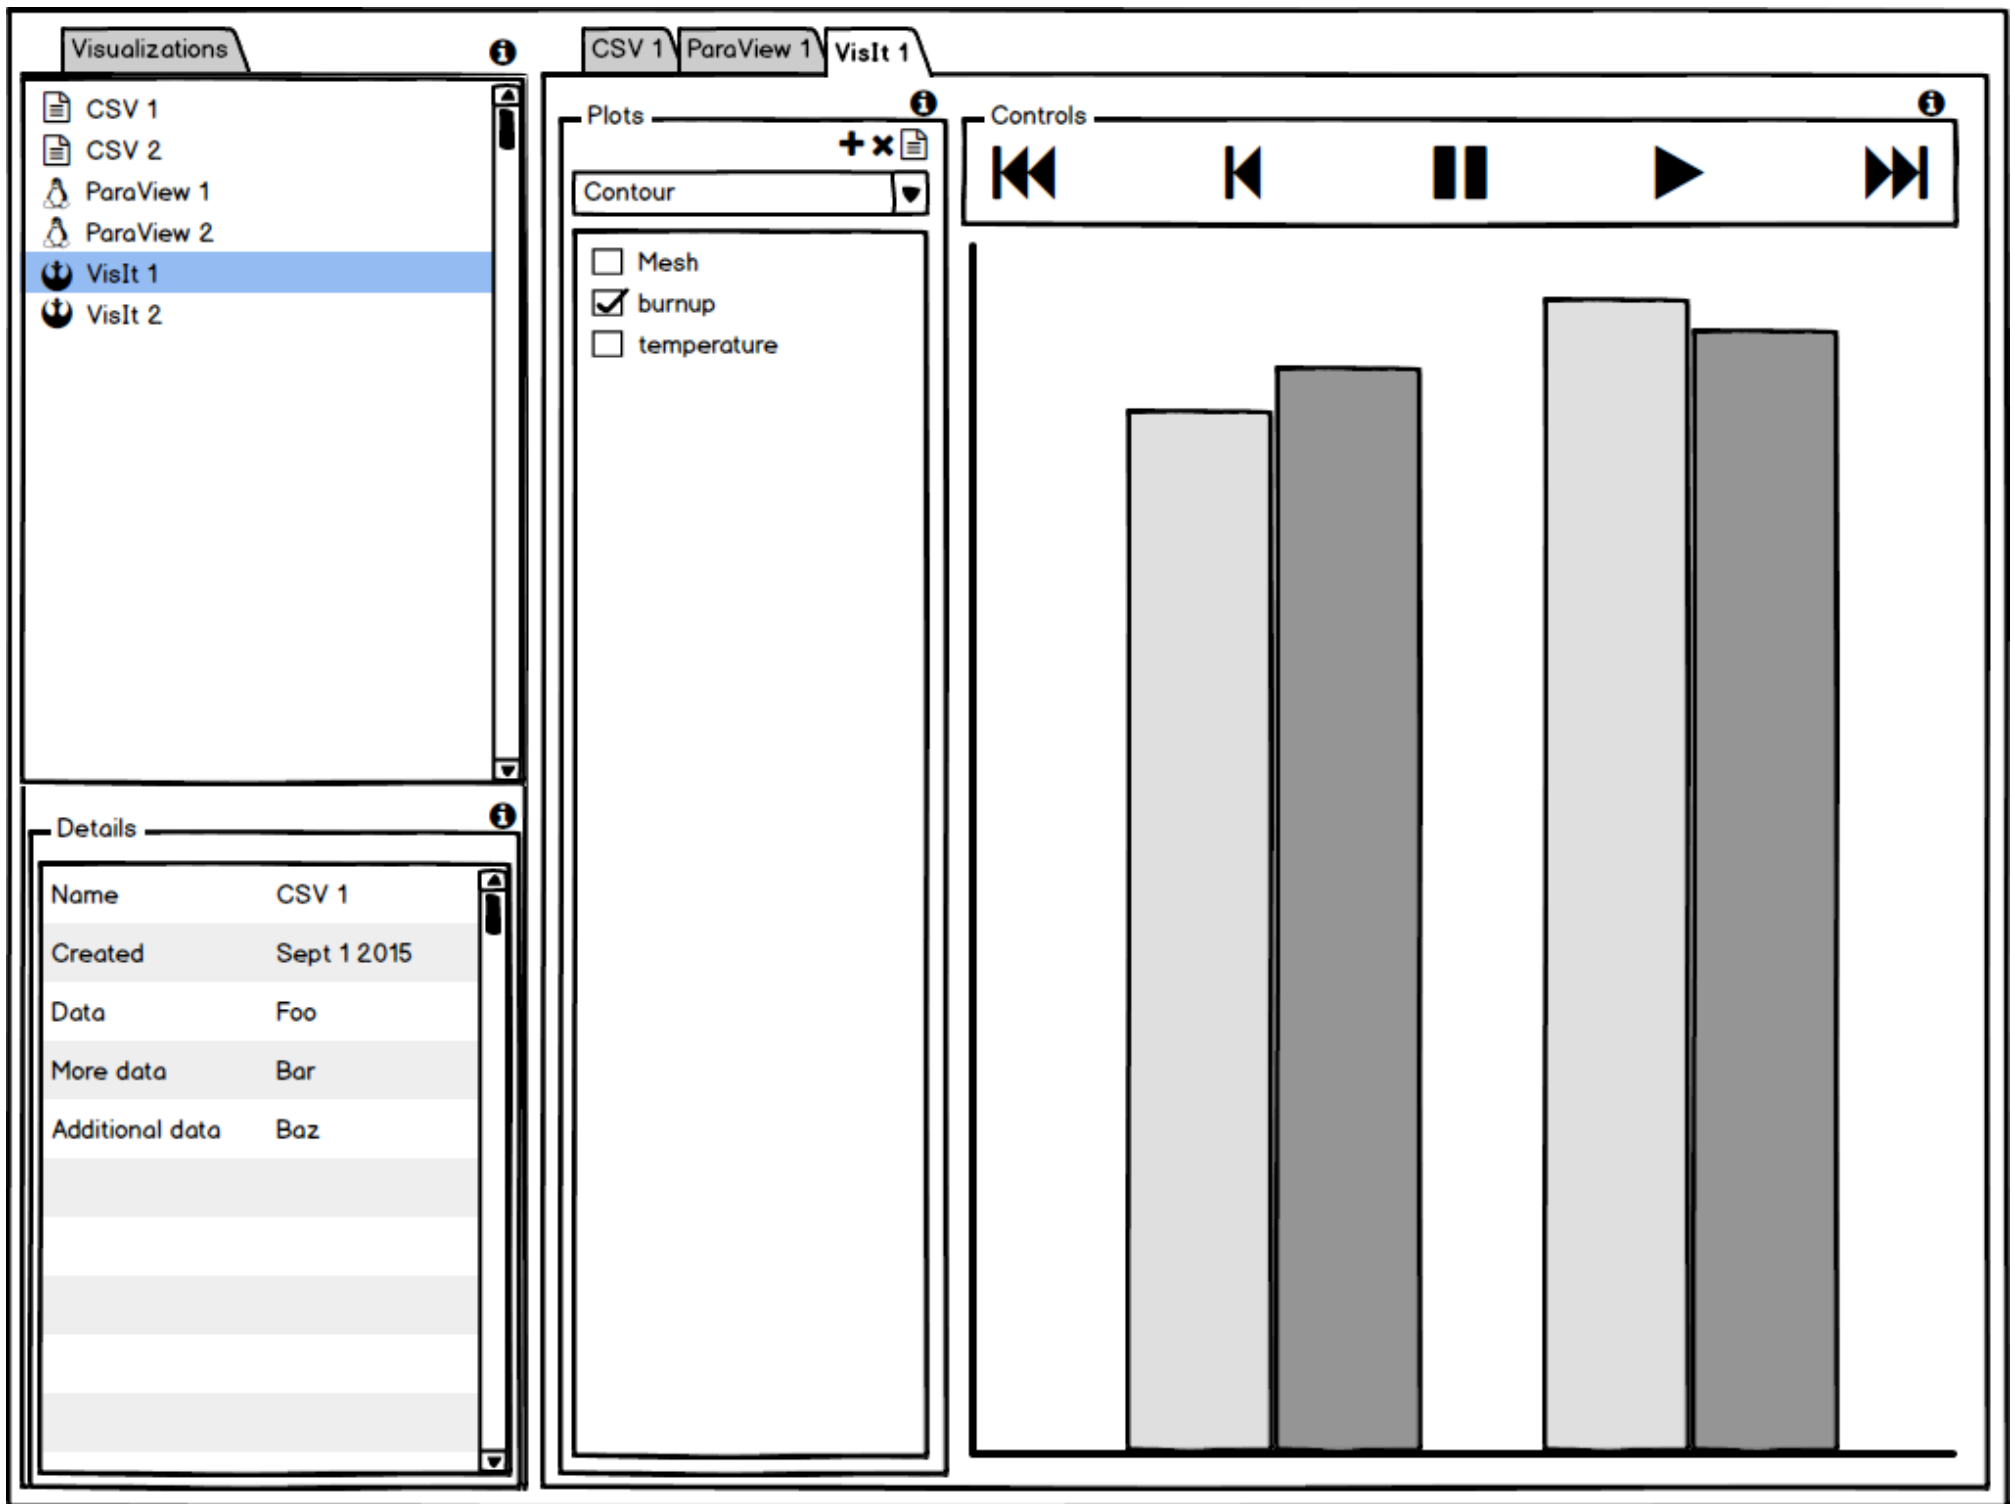 Visualizations
CSV 1
CSV 2
ParaView 1
ParaView 2
VisIt 1
VisIt 2
Details
Name CSV 1
Created Sept 1 2015
Data Foo
More data Bar
Additional data Baz
CSV 1 ParaView 1 VisIt 1
Plots
Contour
Mesh
burnup
temperature
Controls